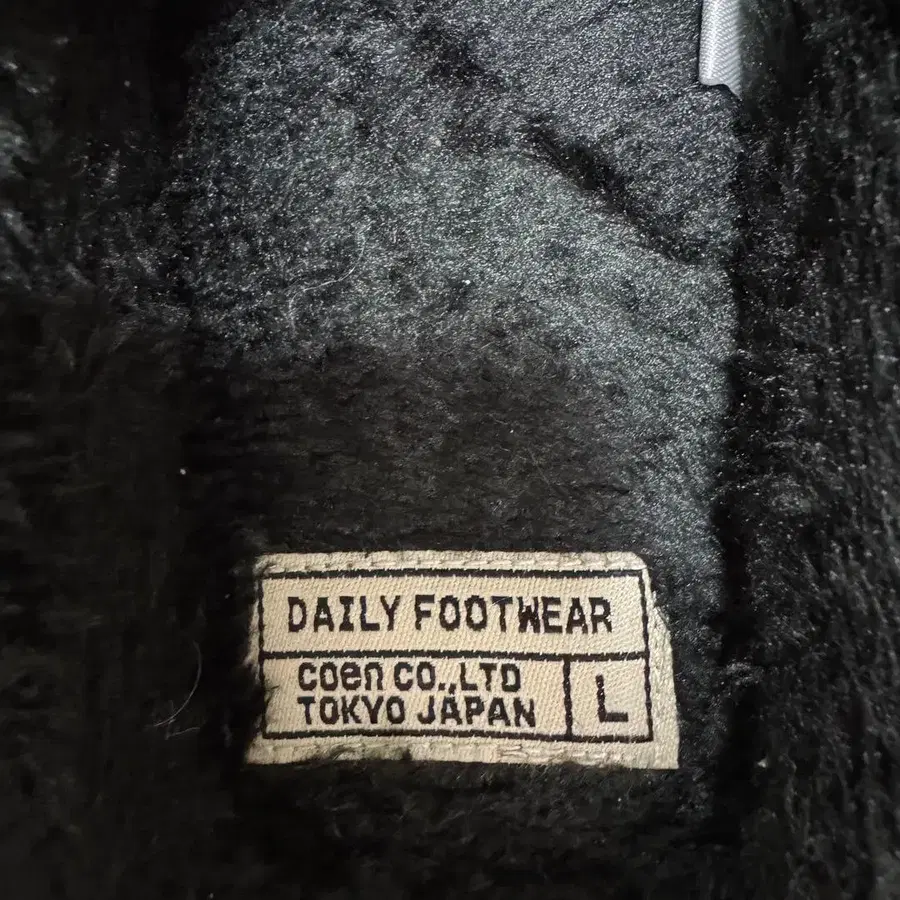 DAILY FOOTWEAR
coen CO.,LTD
TOKYO JAPAN
L